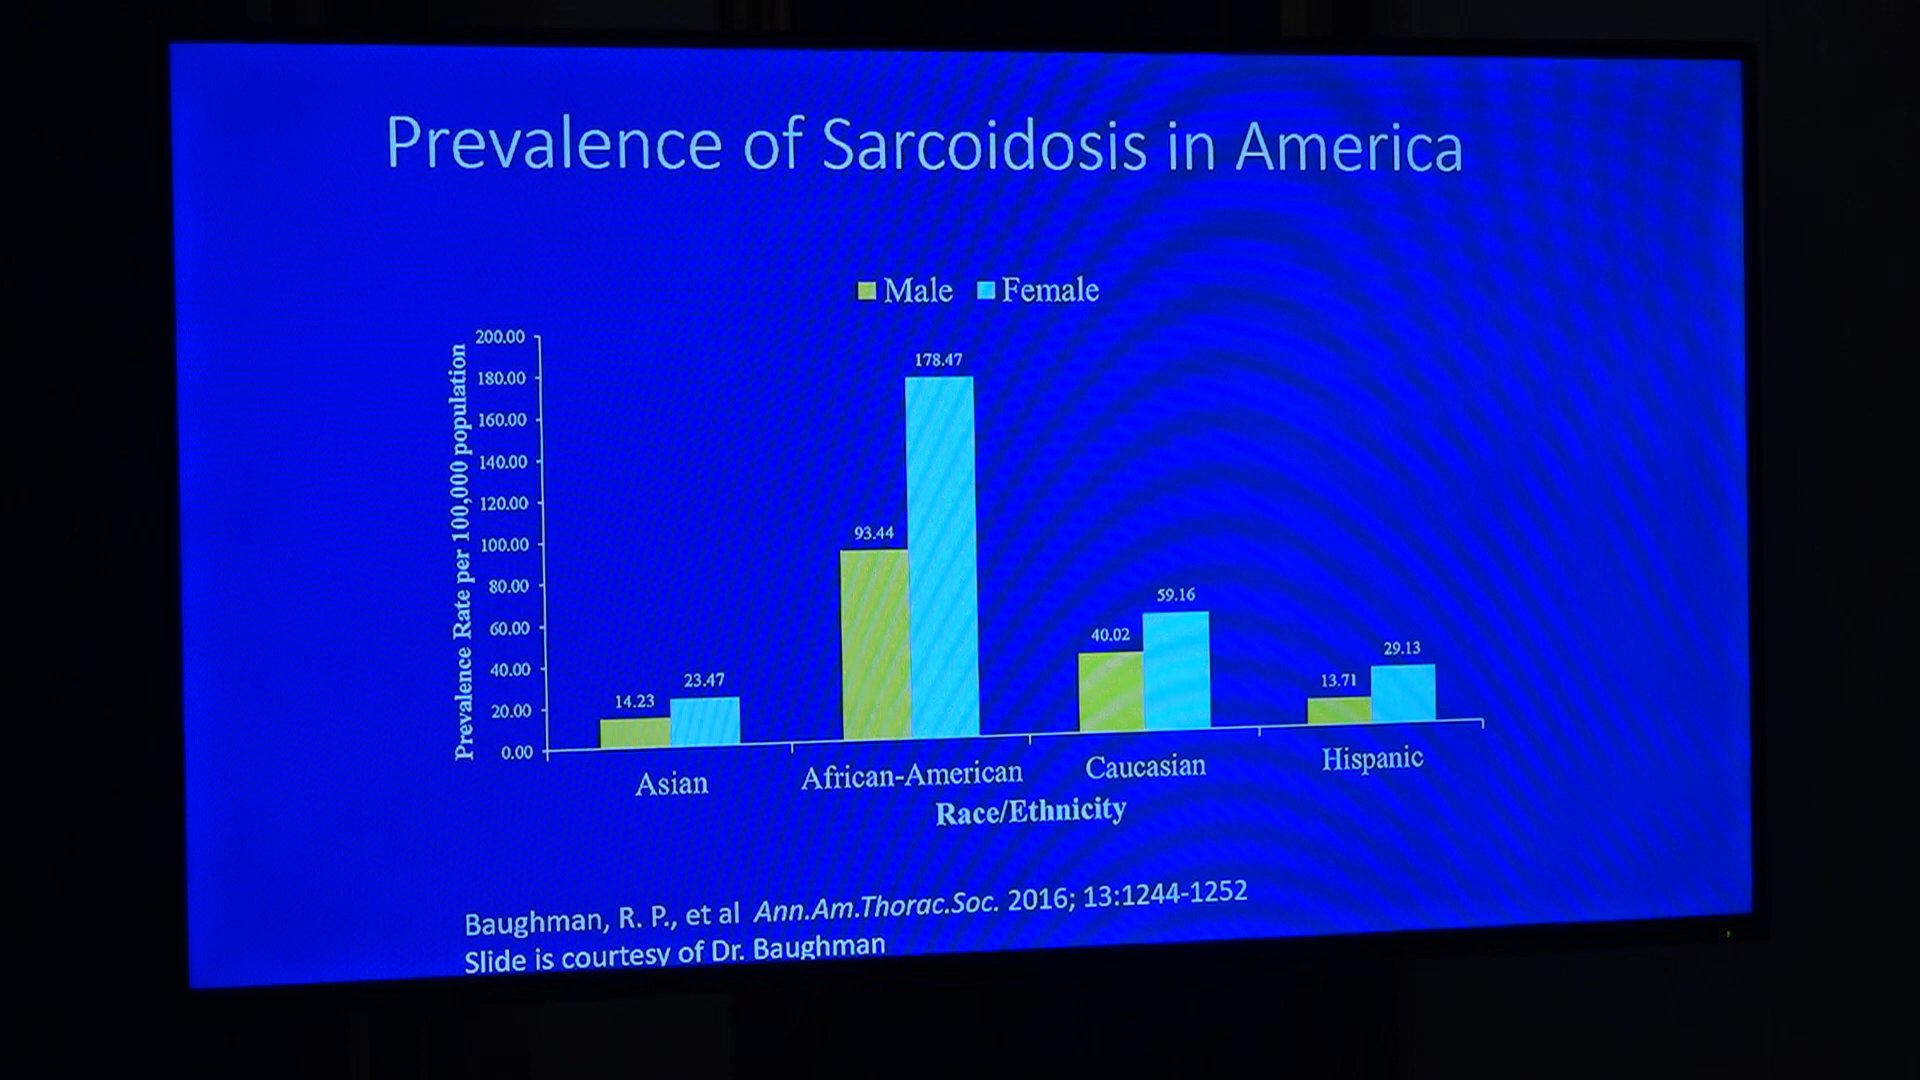 Prevalence of Sarcoidosis in America
Male Female
Prevalence Rate per 100,000 population
200.00
180.00
160.00
140.00
120.00
100.00
80.00
60.00
40.00
20.00
0.00
14.23 23.47
93.44 178.47
40.02 59.16
13.71 29.13
Asian African-American Caucasian Hispanic
Race/Ethnicity
Baughman, R. P., et al Ann.Am.Thorac.Soc. 2016; 13:1244-1252
Slide is courtesy of Dr. Baughman